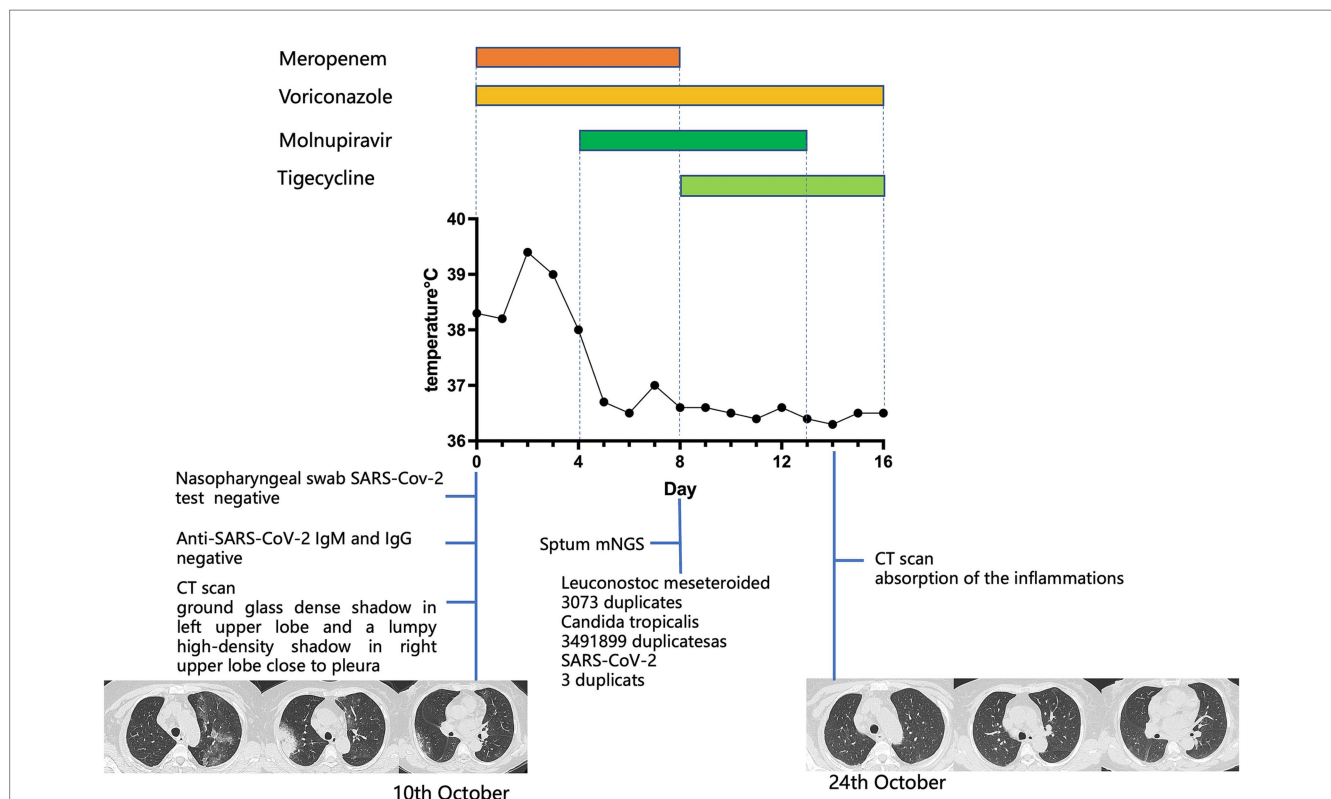 Meropenem
Voriconazole
Molnupiravir
Tigecycline
40
39
38
37
36
temperature°C
0
4
8
12
16
Day
Nasopharyngeal swab SARS-Cov-2
test negative
Anti-SARS-CoV-2 IgM and IgG
negative
CT scan
ground glass dense shadow in
left upper lobe and a lumpy
high-density shadow in right
upper lobe close to pleura
Sptum mNGS
Leuconostoc meseteroided
3073 duplicates
Candida tropicalis
3491899 duplicatesas
SARS-CoV-2
3 duplicats
CT scan
absorption of the inflammations
10th October
24th October